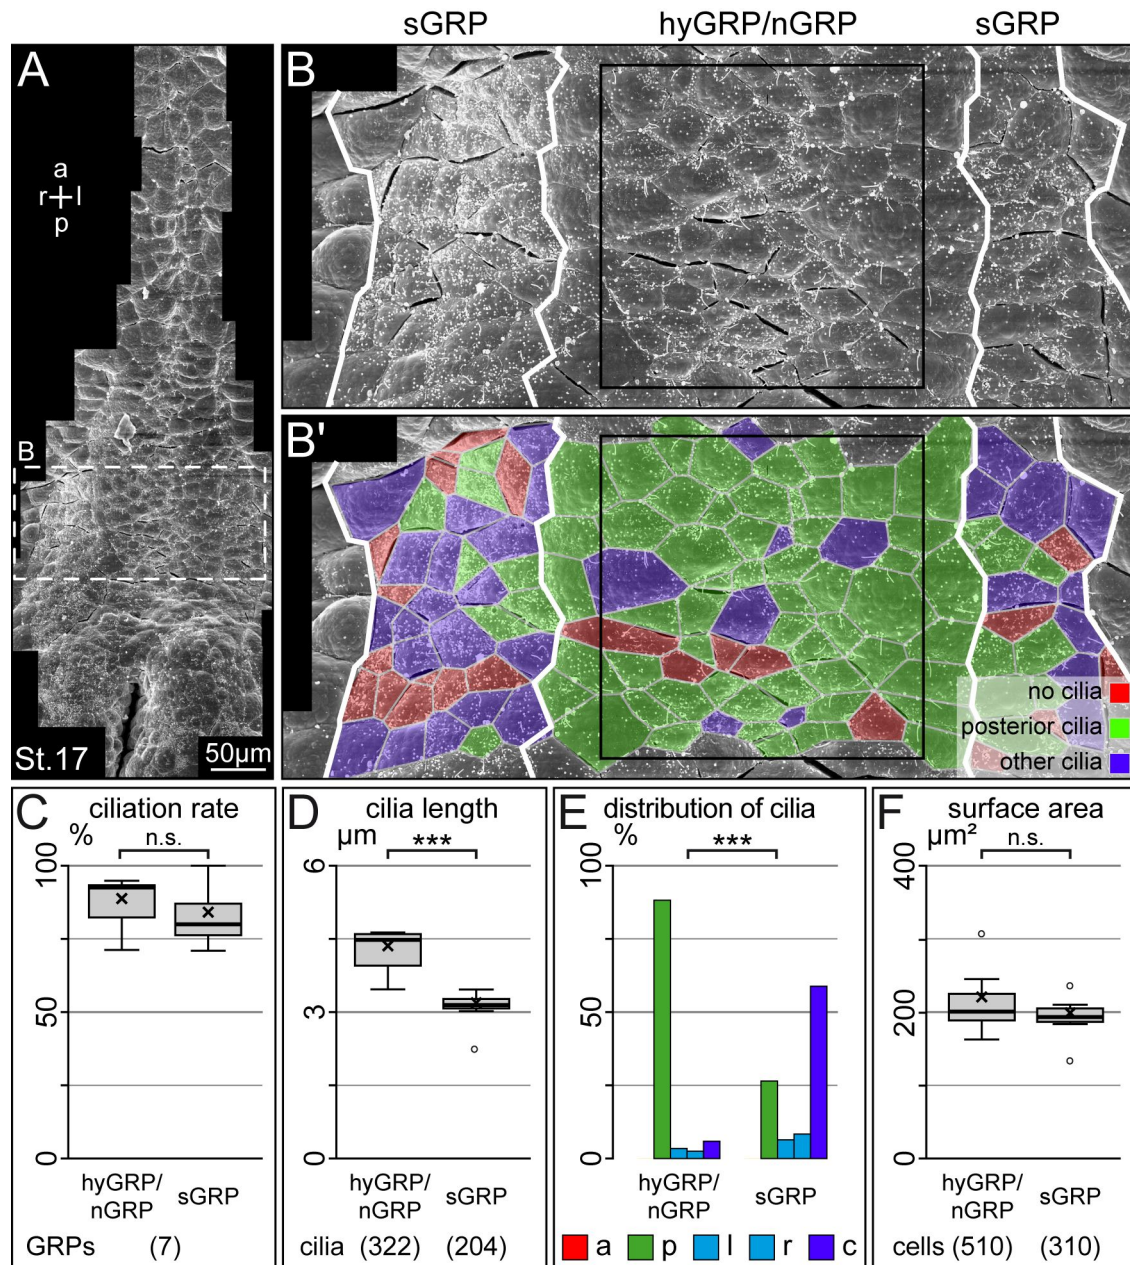 sGRP hyGRP/nGRP sGRP
A
a
r l
p
B
St.17
50µm
B
B'
no cilia
posterior cilia
other cilia
C ciliation rate
%
n.s.
100
50
0
hyGRP/
nGRP
sGRP
GRPs (7)
D cilia length
µm
***
6
3
0
hyGRP/
nGRP
sGRP
cilia (322) (204)
E distribution of cilia
%
***
100
50
0
hyGRP/
nGRP
sGRP
a p l r c
F surface area
µm²
n.s.
400
200
0
hyGRP/
nGRP
sGRP
cells (510) (310)